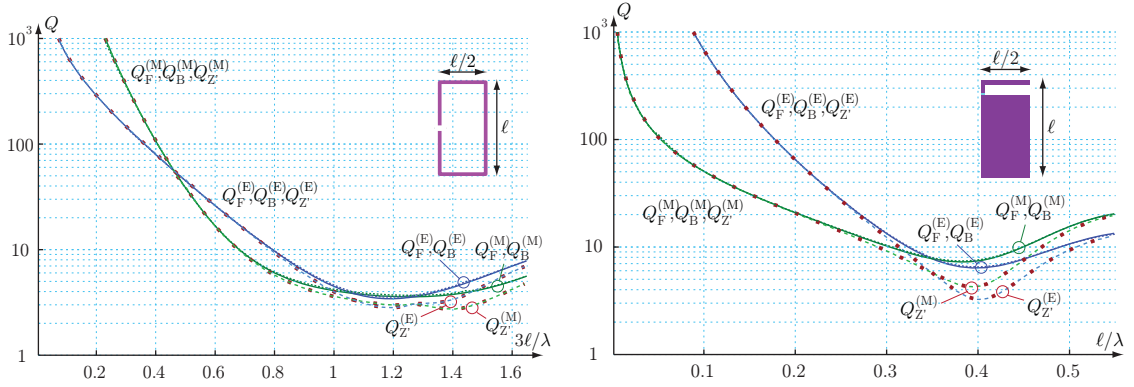 Q
10³
100
10
1
0.2 0.4 0.6 0.8 1 1.2 1.4 1.6
3ℓ/λ
Q_F^(M),Q_B^(M),Q_Z'^(M)
Q_F^(E),Q_B^(E),Q_Z'^(E)
Q_F^(E),Q_B^(E)
Q_F^(M),Q_B^(M)
Q_Z'^(E)
Q_Z'^(M)
ℓ/2
ℓ
Q
10³
100
10
1
0.1 0.2 0.3 0.4 0.5
ℓ/λ
Q_F^(E),Q_B^(E),Q_Z'^(E)
Q_F^(M),Q_B^(M),Q_Z'^(M)
Q_F^(M),Q_B^(M)
Q_F^(E),Q_B^(E)
Q_Z'^(M)
Q_Z'^(E)
ℓ/2
ℓ